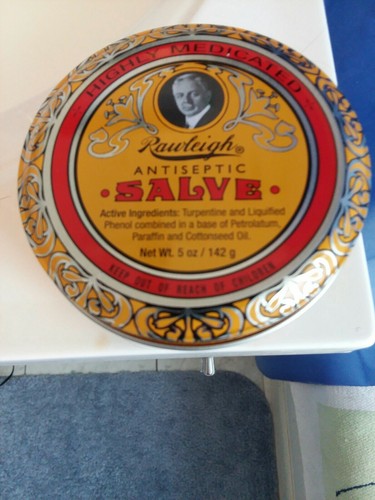 HIGHLY MEDICATED
Rawleigh®
ANTISEPTIC
SALVE
Active Ingredients: Turpentine and Liquified
Phenol combined in a base of Petrolatum,
Paraffin and Cottonseed Oil.
Net Wt. 5 oz / 142 g
KEEP OUT OF REACH OF CHILDREN